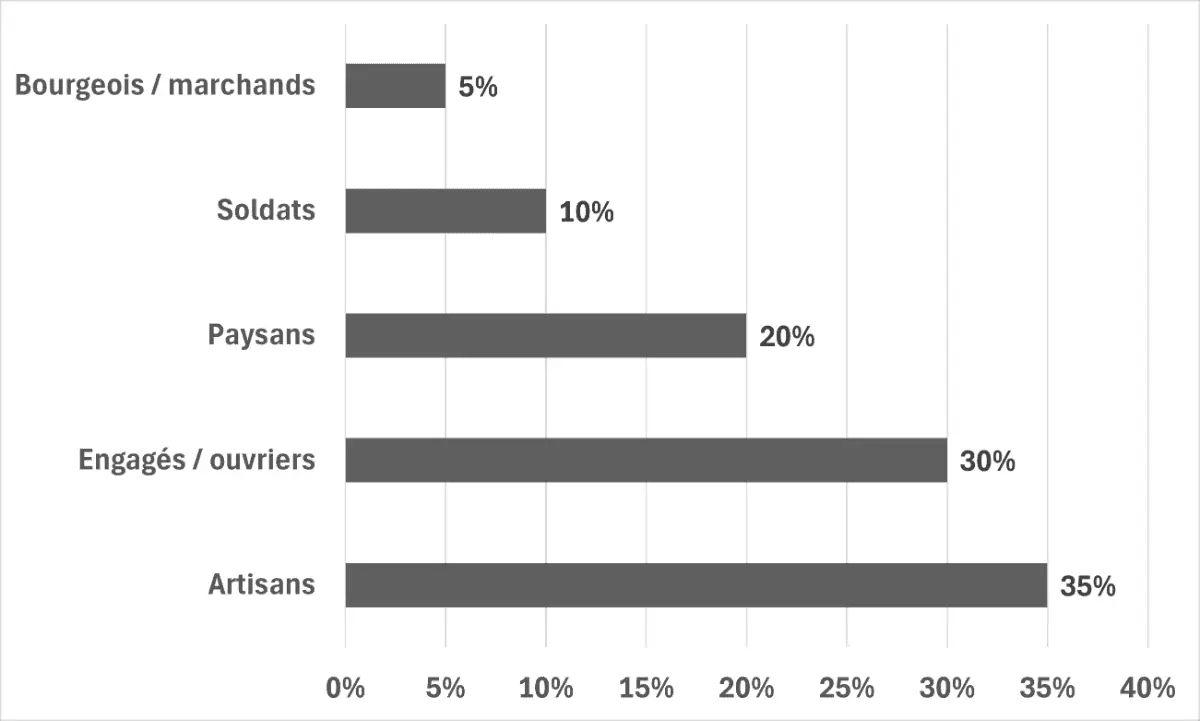 Bourgeois / marchands 5%
Soldats 10%
Paysans 20%
Engagés / ouvriers 30%
Artisans 35%
0% 5% 10% 15% 20% 25% 30% 35% 40%